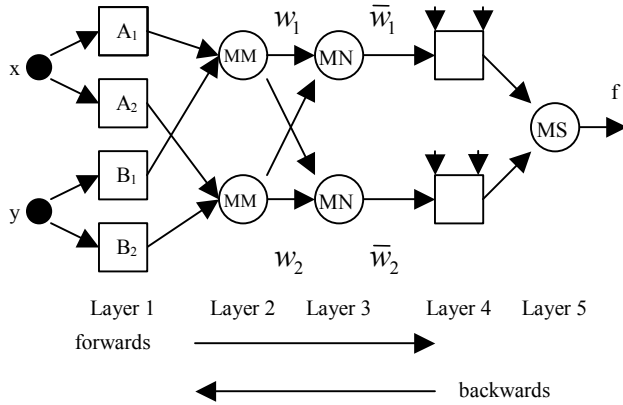 w₁ w̅₁
A₁
x
MM MN
f
A₂
MS
B₁
y
MM MN
B₂
w₂ w̅₂
Layer 1 Layer 2 Layer 3 Layer 4 Layer 5
forwards
backwards